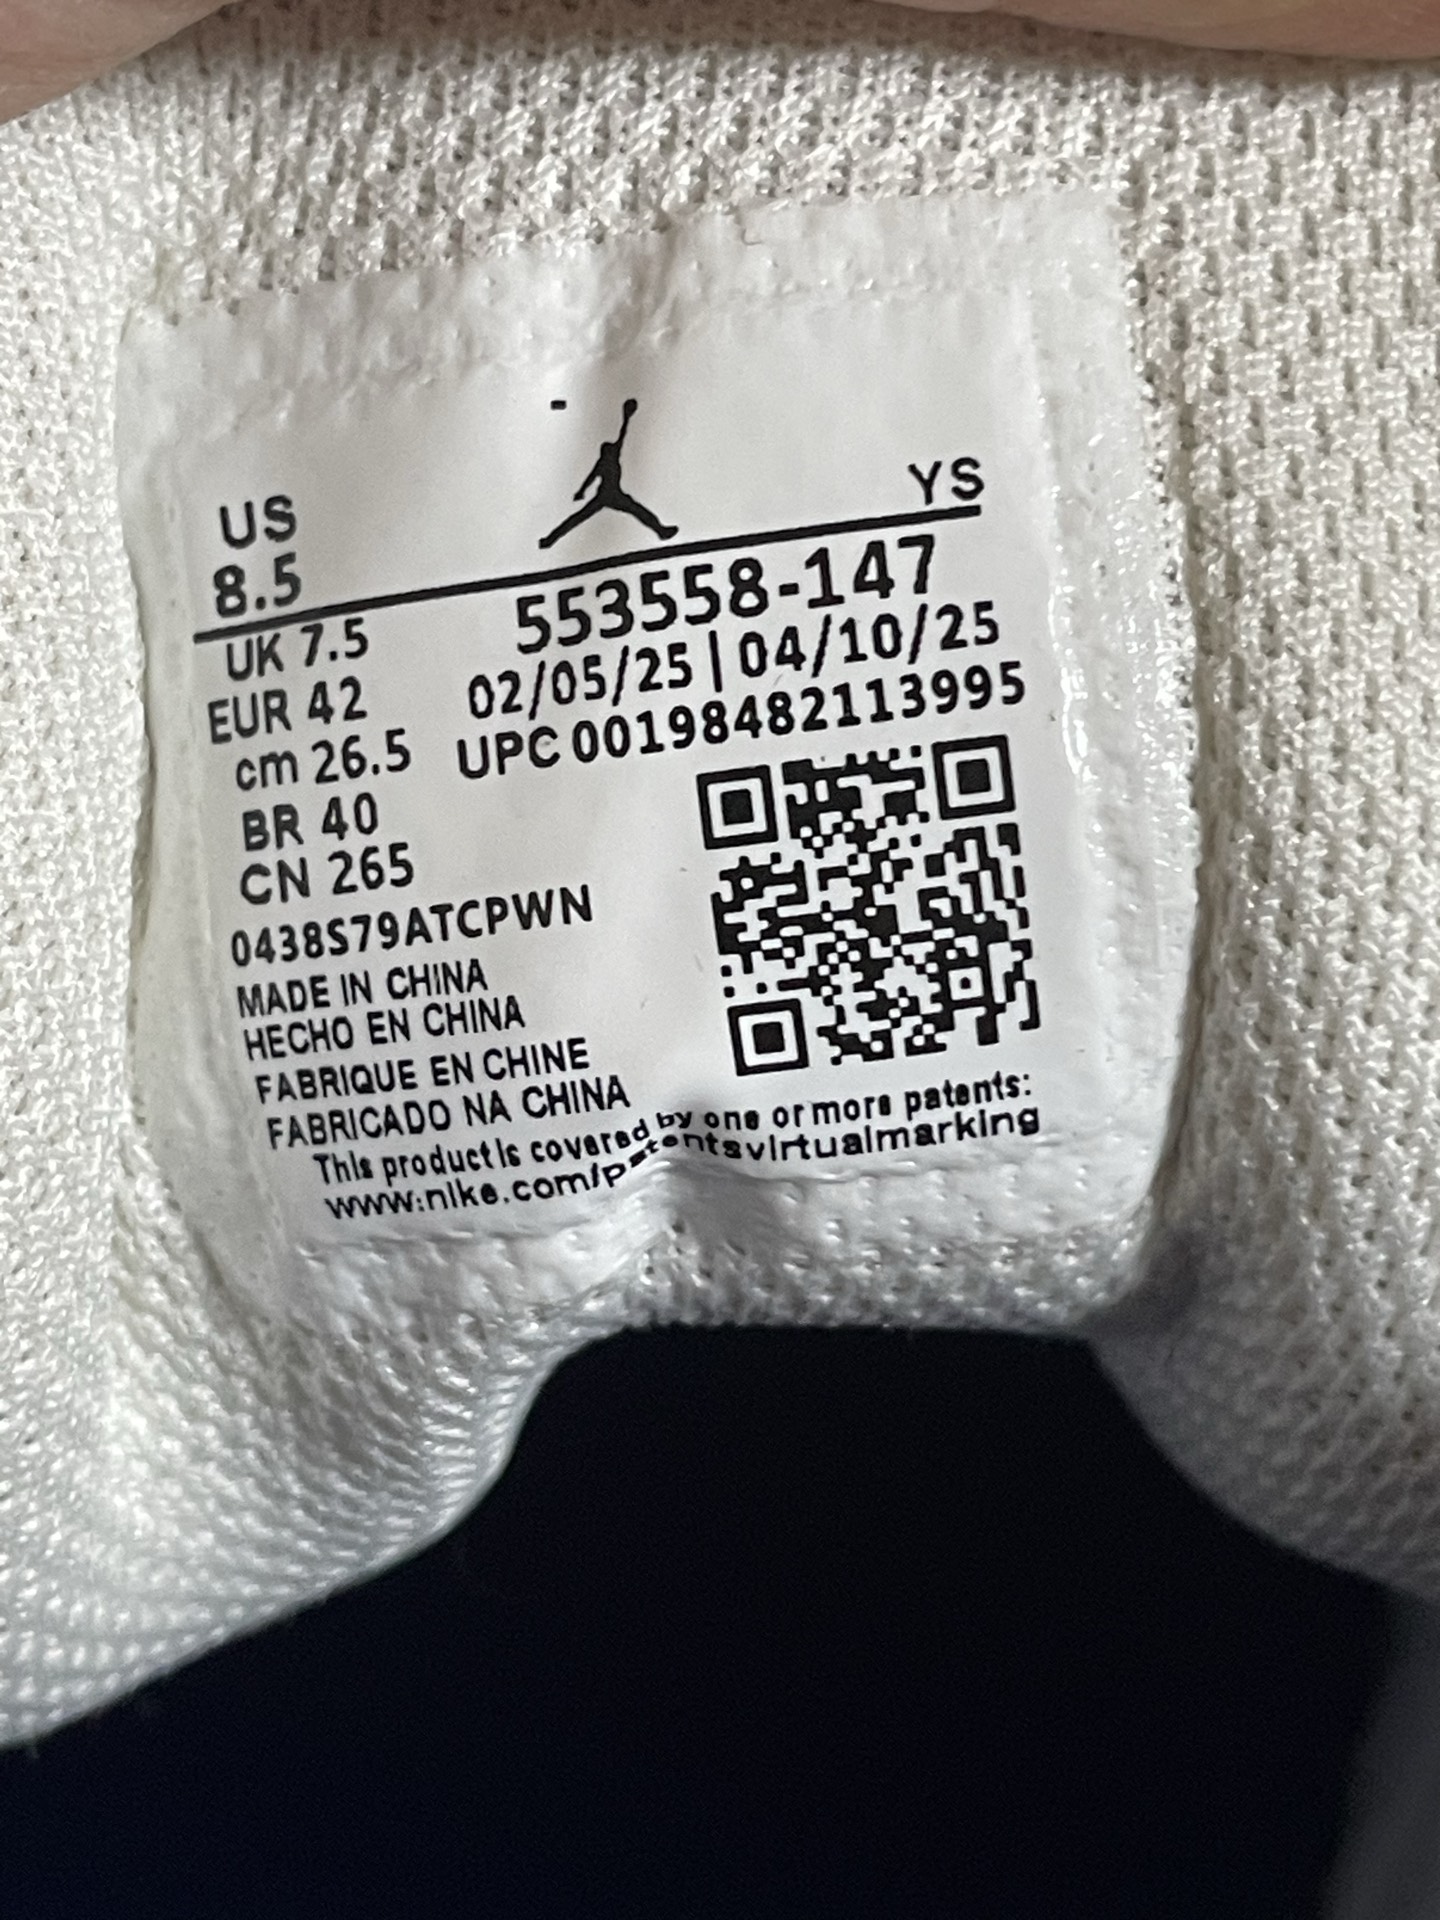 US
8.5
YS
UK 7.5
EUR 42
cm 26.5
BR 40
CN 265
553558-147
02/05/25 | 04/10/25
UPC 00198482113995
0438S79ATCPWN
MADE IN CHINA
HECHO EN CHINA
FABRIQUE EN CHINE
FABRICADO NA CHINA
This product is covered by one or more patents:
www.nike.com/patentsvirtualmarking